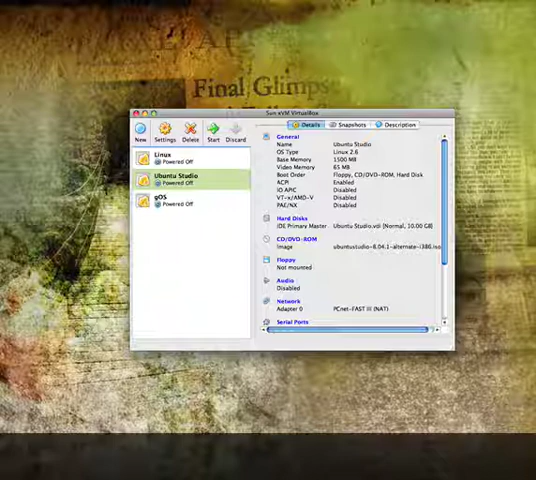 Final Glimps
Sun xVM VirtualBox
New Settings Delete Start Discard
Details Snapshots Description
Linux
Powered Off
Ubuntu Studio
Powered Off
gOS
Powered Off
General
Name Ubuntu Studio
OS Type Linux 2.6
Base Memory 1500 MB
Video Memory 65 MB
Boot Order Floppy, CD/DVD-ROM, Hard Disk
ACPI Enabled
IO APIC Disabled
VT-x/AMD-V Disabled
PAE/NX Disabled
Hard Disks
IDE Primary Master Ubuntu Studio.vdi [Normal, 10.00 GB]
CD/DVD-ROM
Image ubuntustudio-8.04.1-alternate-i386.iso
Floppy
Not mounted
Audio
Disabled
Network
Adapter 0 PCnet-FAST III (NAT)
Serial Ports